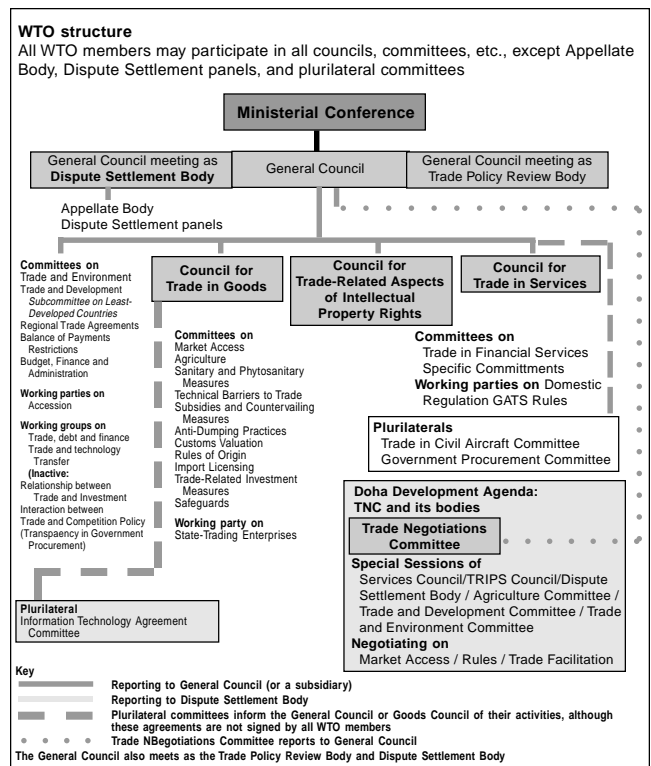 WTO structure
All WTO members may participate in all councils, committees, etc., except Appellate
Body, Dispute Settlement panels, and plurilateral committees
Ministerial Conference
General Council meeting as
Dispute Settlement Body
General Council
General Council meeting as
Trade Policy Review Body
Appellate Body
Dispute Settlement panels
Committees on
Trade and Environment
Trade and Development
Subcommittee on Least-
Developed Countries
Regional Trade Agreements
Balance of Payments
Restrictions
Budget, Finance and
Administration
Working parties on
Accession
Working groups on
Trade, debt and finance
Trade and technology
Transfer
(Inactive:
Relationship between
Trade and Investment
Interaction between
Trade and Competition Policy
(Transpaency in Government
Procurement)
Council for
Trade in Goods
Committees on
Market Access
Agriculture
Sanitary and Phytosanitary
Measures
Technical Barriers to Trade
Subsidies and Countervailing
Measures
Anti-Dumping Practices
Customs Valuation
Rules of Origin
Import Licensing
Trade-Related Investment
Measures
Safeguards
Working party on
State-Trading Enterprises
Council for
Trade-Related Aspects
of Intellectual
Property Rights
Council for
Trade in Services
Committees on
Trade in Financial Services
Specific Committments
Working parties on Domestic
Regulation GATS Rules
Plurilaterals
Trade in Civil Aircraft Committee
Government Procurement Committee
Doha Development Agenda:
TNC and its bodies
Trade Negotiations
Committee
Special Sessions of
Services Council/TRIPS Council/Dispute
Settlement Body / Agriculture Committee /
Trade and Development Committee / Trade
and Environment Committee
Negotiating on
Market Access / Rules / Trade Facilitation
Plurilateral
Information Technology Agreement
Committee
Key
Reporting to General Council (or a subsidiary)
Reporting to Dispute Settlement Body
Plurilateral committees inform the General Council or Goods Council of their activities, although
these agreements are not signed by all WTO members
Trade NBegotiations Committee reports to General Council
The General Council also meets as the Trade Policy Review Body and Dispute Settlement Body